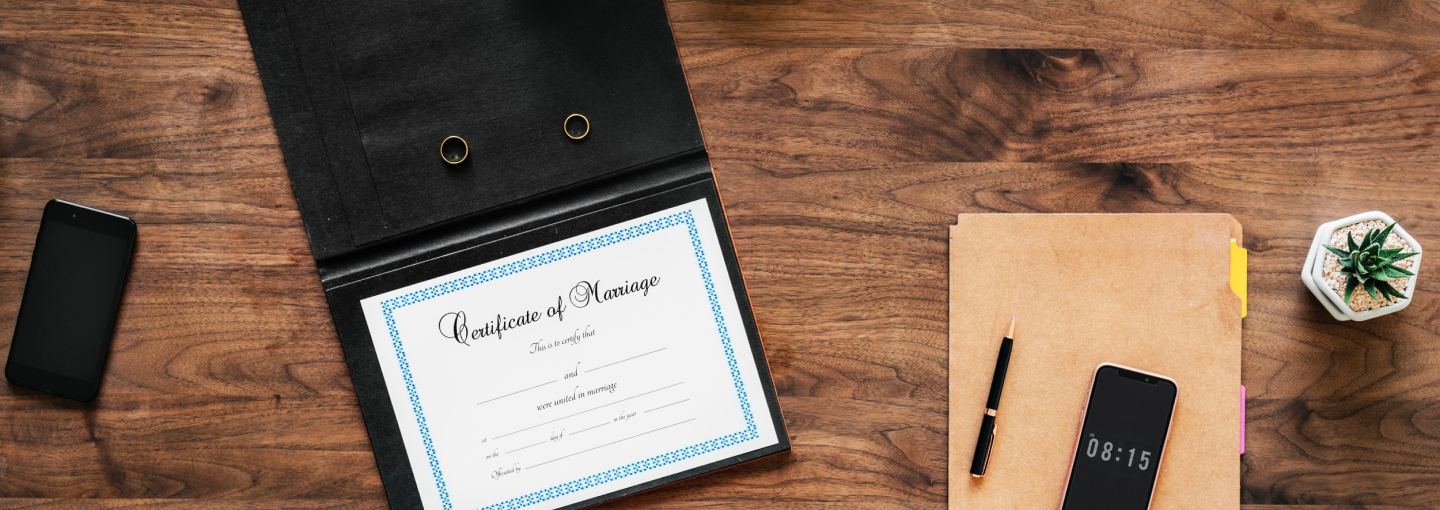 Certificate of Marriage
This is to certify that
and
were united in marriage
at
on the day of in the year
Officiated by
08:15